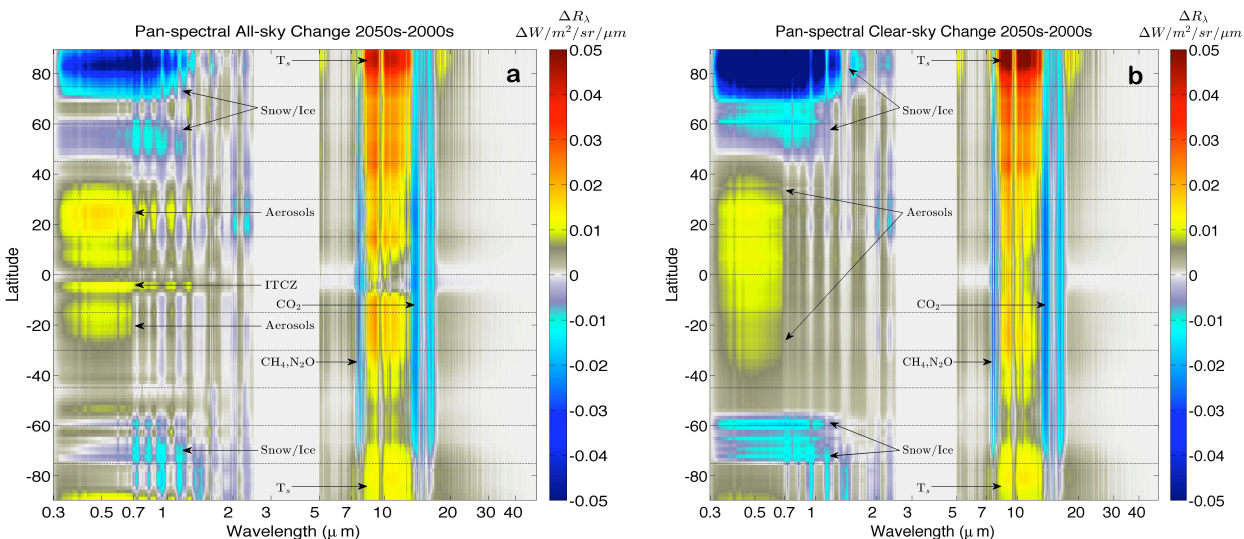 Pan-spectral All-sky Change 2050s-2000s
ΔR_λ
ΔW/m²/sr/μm
a
T_s
Snow/Ice
Aerosols
ITCZ
CO₂
Aerosols
CH₄,N₂O
Snow/Ice
T_s
Latitude
80
60
40
20
0
-20
-40
-60
-80
0.3 0.5 0.7 1 2 3 5 7 10 20 30 40
Wavelength (μ m)
0.05
0.04
0.03
0.02
0.01
0
-0.01
-0.02
-0.03
-0.04
-0.05
Pan-spectral Clear-sky Change 2050s-2000s
ΔR_λ
ΔW/m²/sr/μm
b
T_s
Snow/Ice
Aerosols
CO₂
CH₄,N₂O
Snow/Ice
T_s
Latitude
80
60
40
20
0
-20
-40
-60
-80
0.3 0.5 0.7 1 2 3 5 7 10 20 30 40
Wavelength (μ m)
0.05
0.04
0.03
0.02
0.01
0
-0.01
-0.02
-0.03
-0.04
-0.05